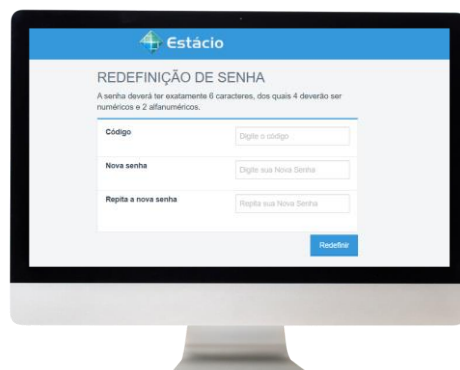 Estácio
REDEFINIÇÃO DE SENHA
A senha deverá ter exatamente 6 caracteres, dos quais 4 deverão ser
numéricos e 2 alfanuméricos.
Código
Digite o código
Nova senha
Digite sua Nova Senha
Repita a nova senha
Repita sua Nova Senha
Redefinir